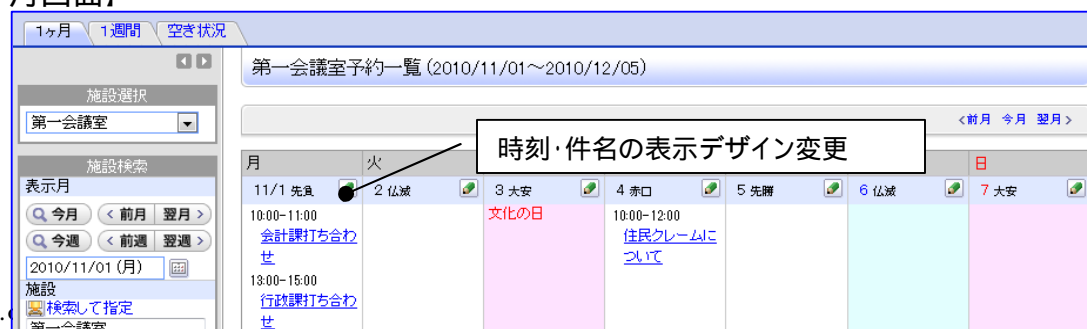 月画面】
1ヶ月 1週間 空き状況
第一会議室予約一覧 (2010/11/01～2010/12/05)
施設選択
第一会議室
<前月 今月 翌月>
時刻･件名の表示デザイン変更
施設検索
月 火 日
表示月
11/1 先負 2 仏滅 3 大安 4 赤口 5 先勝 6 仏滅 7 大安
今月 <前月 翌月>
10:00-11:00 文化の日 10:00-12:00
今週 <前週 翌週>
会計課打ち合わ 住民クレームに
せ ついて
2010/11/01 (月)
13:00-15:00
施設
検索して指定
行政課打ち合わ
第一会議室
せ